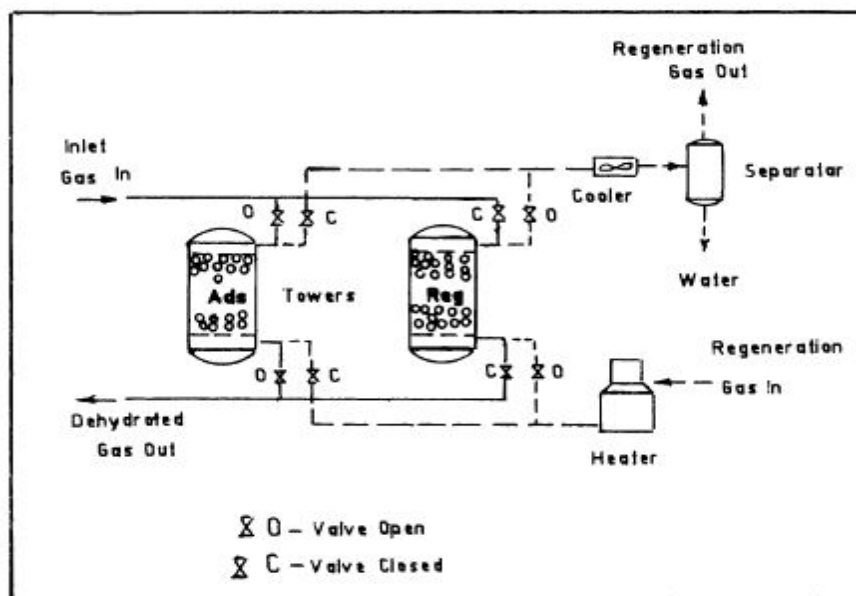 Regeneration
Gas Out
Inlet
Gas In
Cooler
Separator
O
C
C
O
Water
Ads
Towers
Reg
Regeneration
Gas In
O
C
C
O
Dehydrated
Gas Out
Heater
O - Valve Open
C - Valve Closed